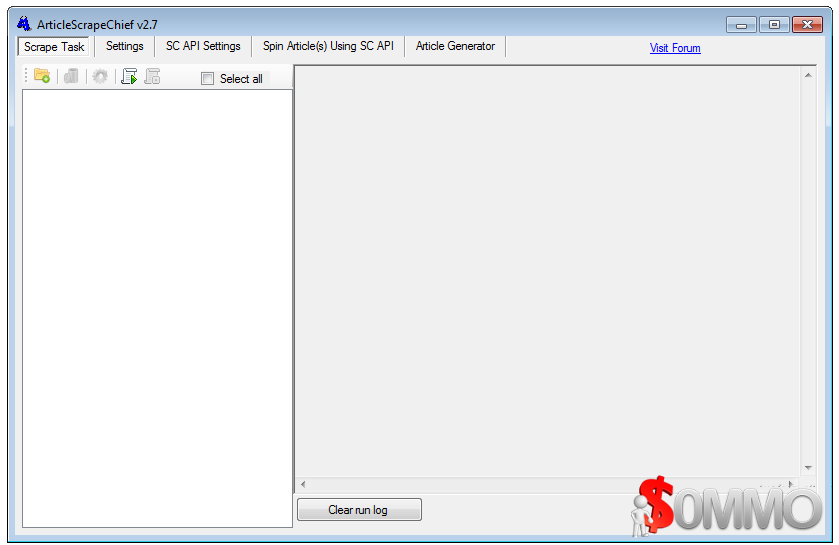 ArticleScrapeChief v2.7
Scrape Task Settings SC API Settings Spin Article(s) Using SC API Article Generator Visit Forum
Select all
Clear run log
$OMMO